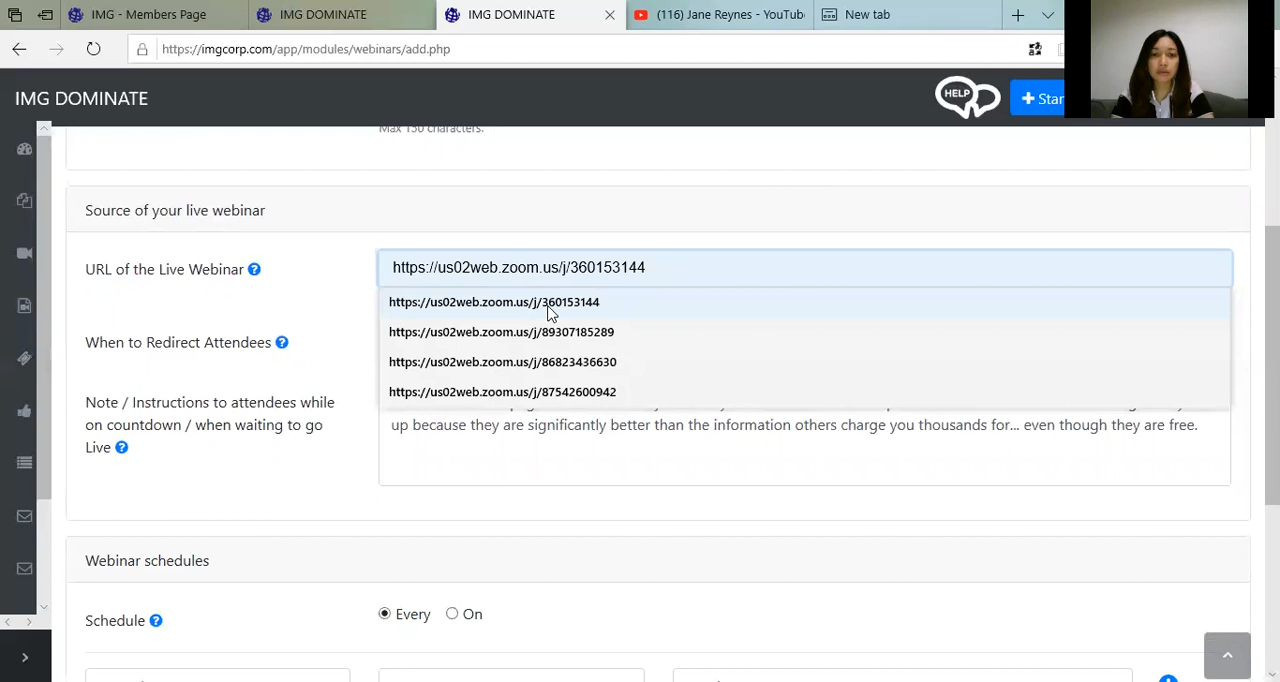 IMG - Members Page
IMG DOMINATE
IMG DOMINATE
(116) Jane Reynes - YouTub
New tab
https://imgcorp.com/app/modules/webinars/add.php
IMG DOMINATE
HELP
+ Star
Max 150 characters.
Source of your live webinar
URL of the Live Webinar ?
https://us02web.zoom.us/j/360153144
https://us02web.zoom.us/j/360153144
https://us02web.zoom.us/j/89307185289
https://us02web.zoom.us/j/86823436630
https://us02web.zoom.us/j/87542600942
When to Redirect Attendees ?
Note / Instructions to attendees while
on countdown / when waiting to go
Live ?
up because they are significantly better than the information others charge you thousands for... even though they are free.
Webinar schedules
Schedule ?
Every
On